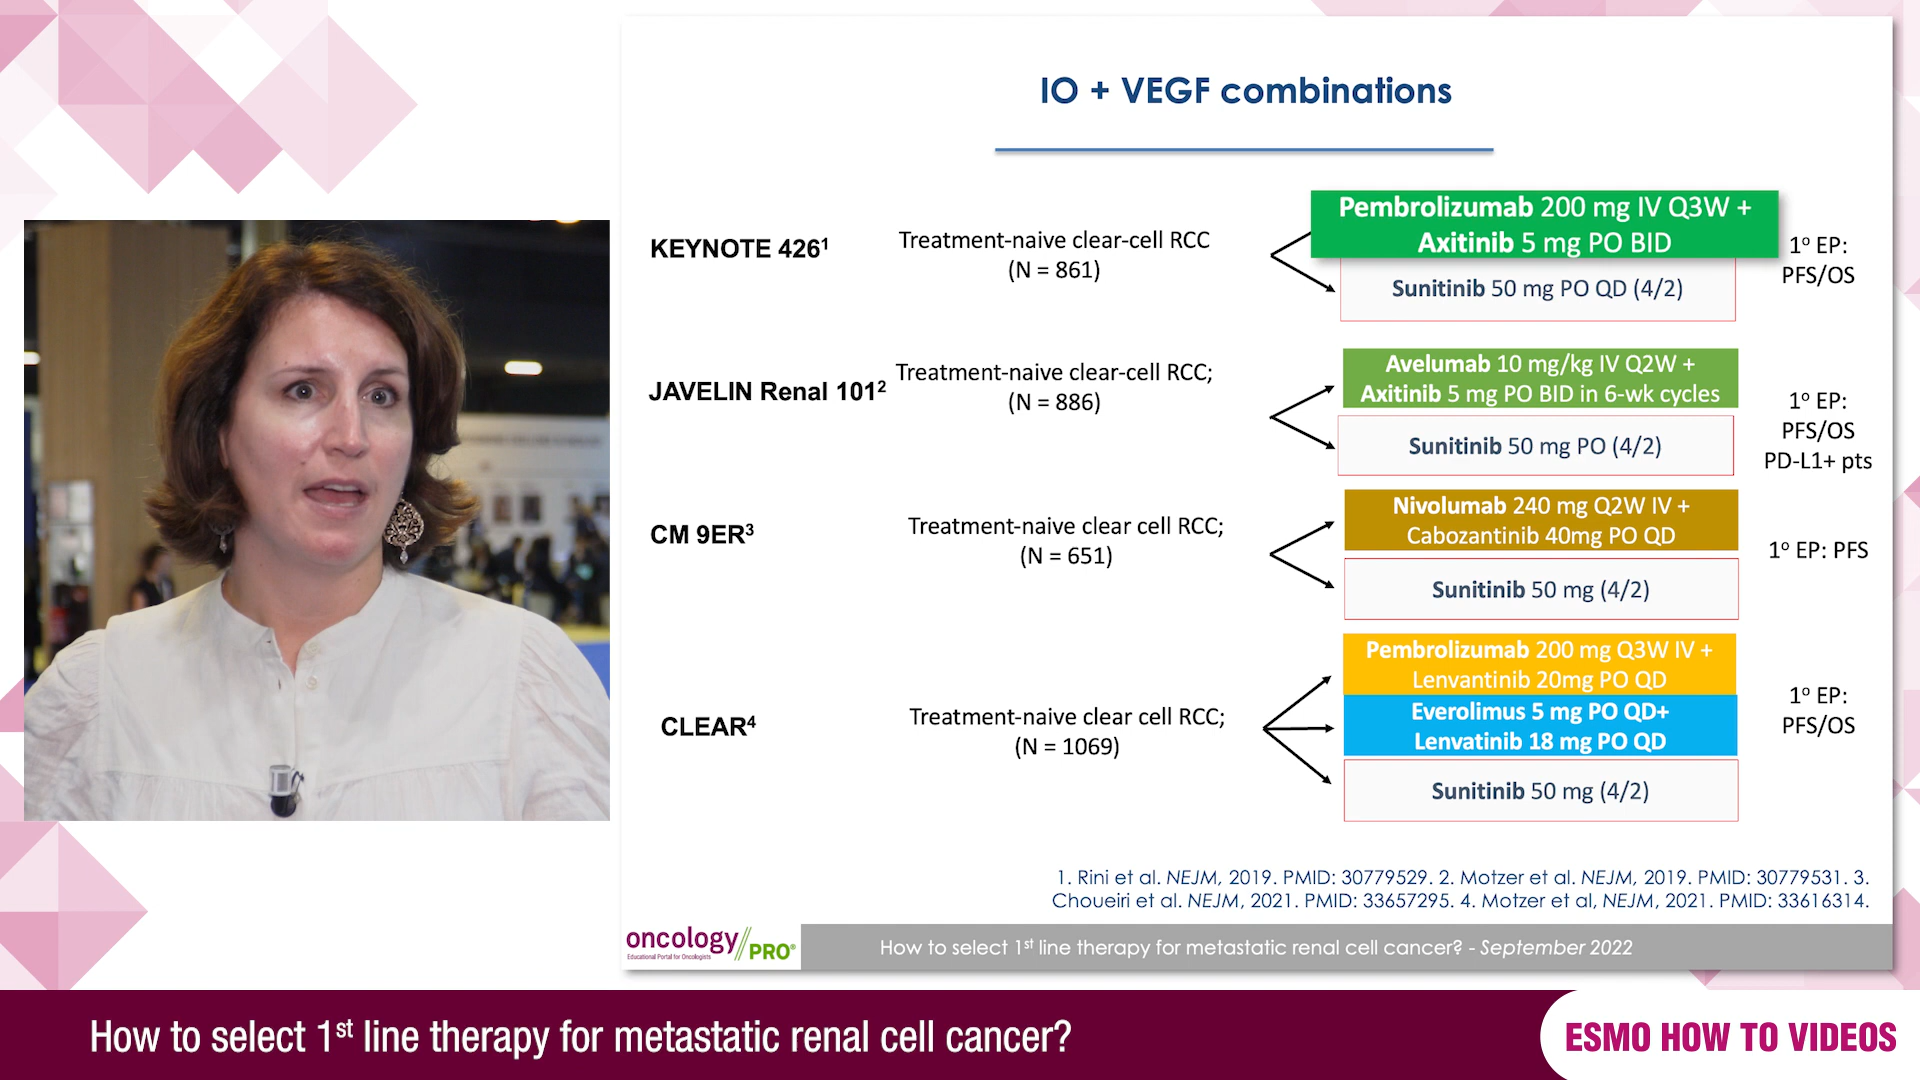 IO + VEGF combinations
KEYNOTE 426¹
Treatment-naive clear-cell RCC
(N = 861)
Pembrolizumab 200 mg IV Q3W +
Axitinib 5 mg PO BID
Sunitinib 50 mg PO QD (4/2)
1º EP:
PFS/OS
JAVELIN Renal 101²
Treatment-naive clear-cell RCC;
(N = 886)
Avelumab 10 mg/kg IV Q2W +
Axitinib 5 mg PO BID in 6-wk cycles
Sunitinib 50 mg PO (4/2)
1º EP:
PFS/OS
PD-L1+ pts
CM 9ER³
Treatment-naive clear cell RCC;
(N = 651)
Nivolumab 240 mg Q2W IV +
Cabozantinib 40mg PO QD
Sunitinib 50 mg (4/2)
1º EP: PFS
CLEAR⁴
Treatment-naive clear cell RCC;
(N = 1069)
Pembrolizumab 200 mg Q3W IV +
Lenvantinib 20mg PO QD
Everolimus 5 mg PO QD+
Lenvatinib 18 mg PO QD
Sunitinib 50 mg (4/2)
1º EP:
PFS/OS
1. Rini et al. NEJM, 2019. PMID: 30779529. 2. Motzer et al. NEJM, 2019. PMID: 30779531. 3.
Choueiri et al. NEJM, 2021. PMID: 33657295. 4. Motzer et al, NEJM, 2021. PMID: 33616314.
oncology//PRO®
Educational Portal for Oncologists
How to select 1st line therapy for metastatic renal cell cancer? - September 2022
How to select 1st line therapy for metastatic renal cell cancer?
ESMO HOW TO VIDEOS